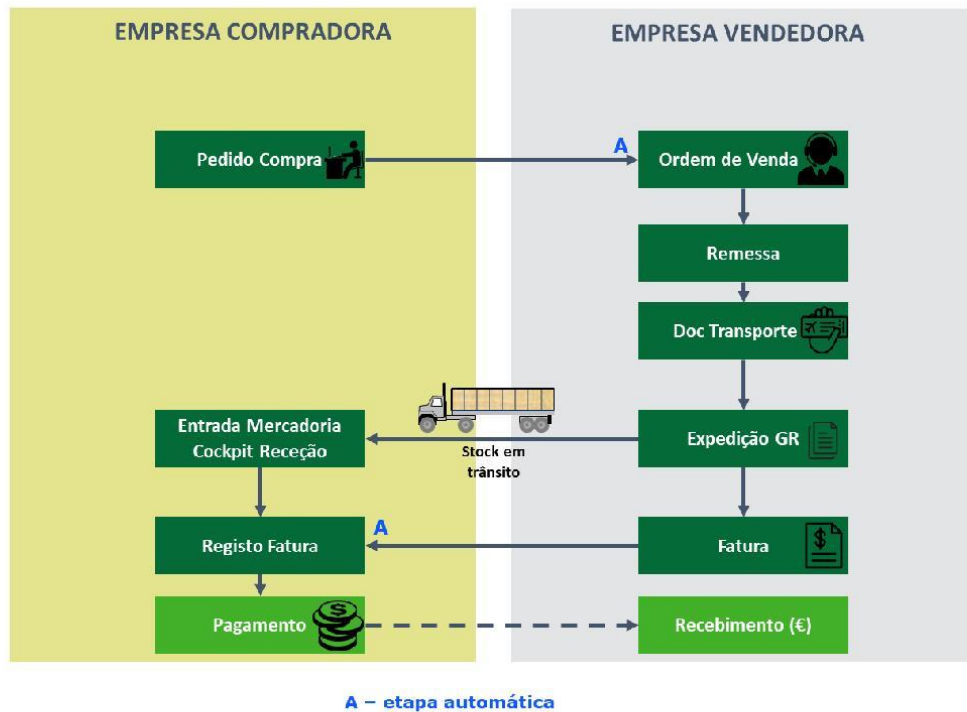 EMPRESA COMPRADORA
EMPRESA VENDEDORA
Pedido Compra
A
Ordem de Venda
Remessa
Doc Transporte
Entrada Mercadoria
Cockpit Receção
Stock em
trânsito
Expedição GR
Registo Fatura
A
Fatura
Pagamento
Recebimento (€)
A – etapa automática